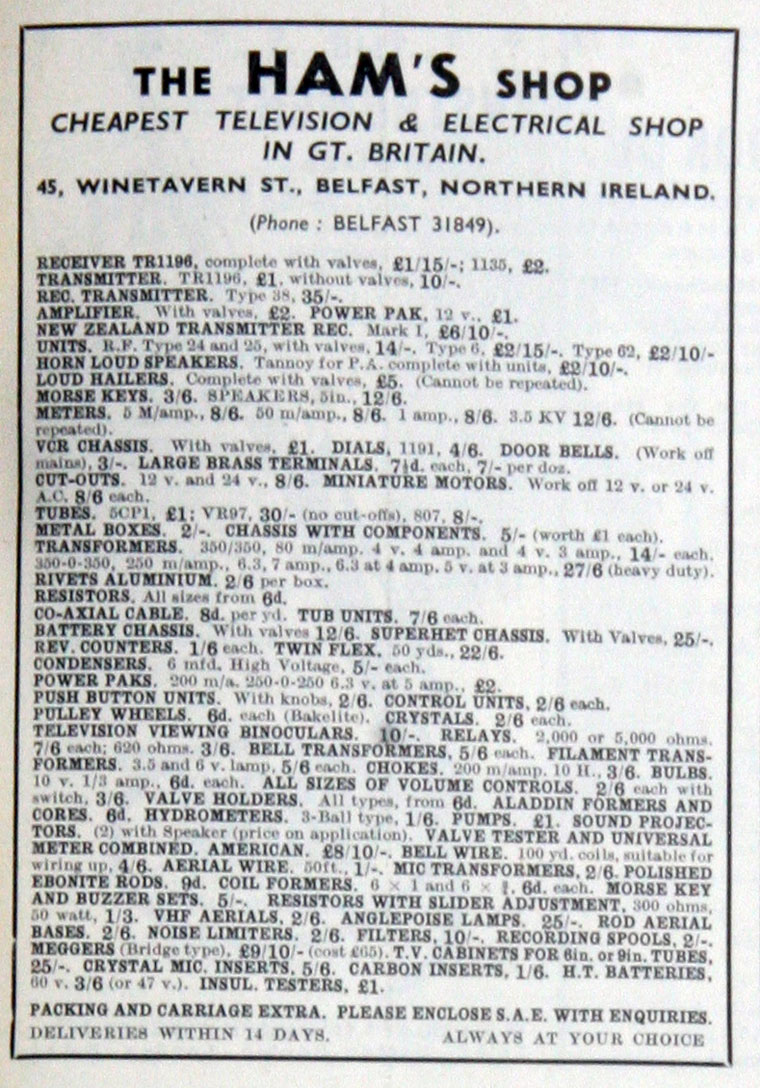 THE HAM'S SHOP
CHEAPEST TELEVISION & ELECTRICAL SHOP
IN GT. BRITAIN.
45, WINETAVERN ST., BELFAST, NORTHERN IRELAND.
(Phone : BELFAST 31849).
RECEIVER TR1196, complete with valves, £1/15/-; 1135, £2.
TRANSMITTER. TR1196, £1. without valves, 10/-.
REC. TRANSMITTER. Type 38, 35/-.
AMPLIFIER. With valves, £2. POWER PAK, 12 v., £1.
NEW ZEALAND TRANSMITTER REC. Mark I, £6/10/-.
UNITS. R.F. Type 24 and 25, with valves, 14/-. Type 6, £2/15/-. Type 62, £2/10/-
HORN LOUD SPEAKERS. Tannoy for P.A. complete with units, £2/10/-.
LOUD HAILERS. Complete with valves, £5. (Cannot be repeated).
MORSE KEYS. 3/6. SPEAKERS, 5in., 12/6.
METERS. 5 M/amp., 8/6. 50 m/amp., 8/6. 1 amp., 8/6. 3.5 KV 12/6. (Cannot be
repeated).
VCR CHASSIS. With valves, £1. DIALS, 1191, 4/6. DOOR BELLS. (Work off
mains), 3/-. LARGE BRASS TERMINALS. 7½d. each, 7/- per doz.
CUT-OUTS. 12 v. and 24 v., 8/6. MINIATURE MOTORS. Work off 12 v. or 24 v.
A.C. 8/6 each.
TUBES. 5CP1, £1; VR97, 30/- (no cut-offs), 807, 8/-.
METAL BOXES. 2/-. CHASSIS WITH COMPONENTS. 5/- (worth £1 each).
TRANSFORMERS. 350/350, 80 m/amp. 4 v. 4 amp. and 4 v. 3 amp., 14/- each.
350-0-350, 250 m/amp., 6.3, 7 amp., 6.3 at 4 amp. 5 v. at 3 amp., 27/6 (heavy duty).
RIVETS ALUMINIUM. 2/6 per box.
RESISTORS. All sizes from 6d.
CO-AXIAL CABLE. 8d. per yd. TUB UNITS. 7/6 each.
BATTERY CHASSIS. With valves 12/6. SUPERHET CHASSIS. With Valves, 25/-.
REV. COUNTERS. 1/6 each. TWIN FLEX. 50 yds., 22/6.
CONDENSERS. 6 mfd. High Voltage, 5/- each.
POWER PAKS. 200 m/a. 250-0-250 6.3 v. at 5 amp., £2.
PUSH BUTTON UNITS. With knobs, 2/6. CONTROL UNITS, 2/6 each.
PULLEY WHEELS. 6d. each (Bakelite). CRYSTALS. 2/6 each.
TELEVISION VIEWING BINOCULARS. 10/-. RELAYS. 2,000 or 5,000 ohms.
7/6 each; 620 ohms. 3/6. BELL TRANSFORMERS, 5/6 each. FILAMENT TRANS-
FORMERS. 3.5 and 6 v. lamp, 5/6 each. CHOKES. 200 m/amp. 10 H., 3/6. BULBS.
10 v. 1/3 amp., 6d. each. ALL SIZES OF VOLUME CONTROLS. 2/6 each with
switch, 3/6. VALVE HOLDERS. All types, from 6d. ALADDIN FORMERS AND
CORES. 6d. HYDROMETERS. 3-Ball type, 1/6. PUMPS. £1. SOUND PROJEC-
TORS. (2) with Speaker (price on application). VALVE TESTER AND UNIVERSAL
METER COMBINED. AMERICAN. £8/10/-. BELL WIRE. 100 yd. coils, suitable for
wiring up, 4/6. AERIAL WIRE. 50ft., 1/-. MIC TRANSFORMERS, 2/6. POLISHED
EBONITE RODS. 9d. COIL FORMERS. 6 × 1 and 6 × ¾, 6d. each. MORSE KEY
AND BUZZER SETS. 5/-. RESISTORS WITH SLIDER ADJUSTMENT, 300 ohms,
50 watt, 1/3. VHF AERIALS, 2/6. ANGLEPOISE LAMPS. 25/-. ROD AERIAL
BASES. 2/6. NOISE LIMITERS. 2/6. FILTERS, 10/-. RECORDING SPOOLS, 2/-.
MEGGERS (Bridge type), £9/10/- (cost £65). T.V. CABINETS FOR 6in. or 9in. TUBES,
25/-. CRYSTAL MIC. INSERTS, 5/6. CARBON INSERTS, 1/6. H.T. BATTERIES,
60 v. 3/6 (or 47 v.). INSUL. TESTERS, £1.
PACKING AND CARRIAGE EXTRA. PLEASE ENCLOSE S.A.E. WITH ENQUIRIES.
DELIVERIES WITHIN 14 DAYS. ALWAYS AT YOUR CHOICE